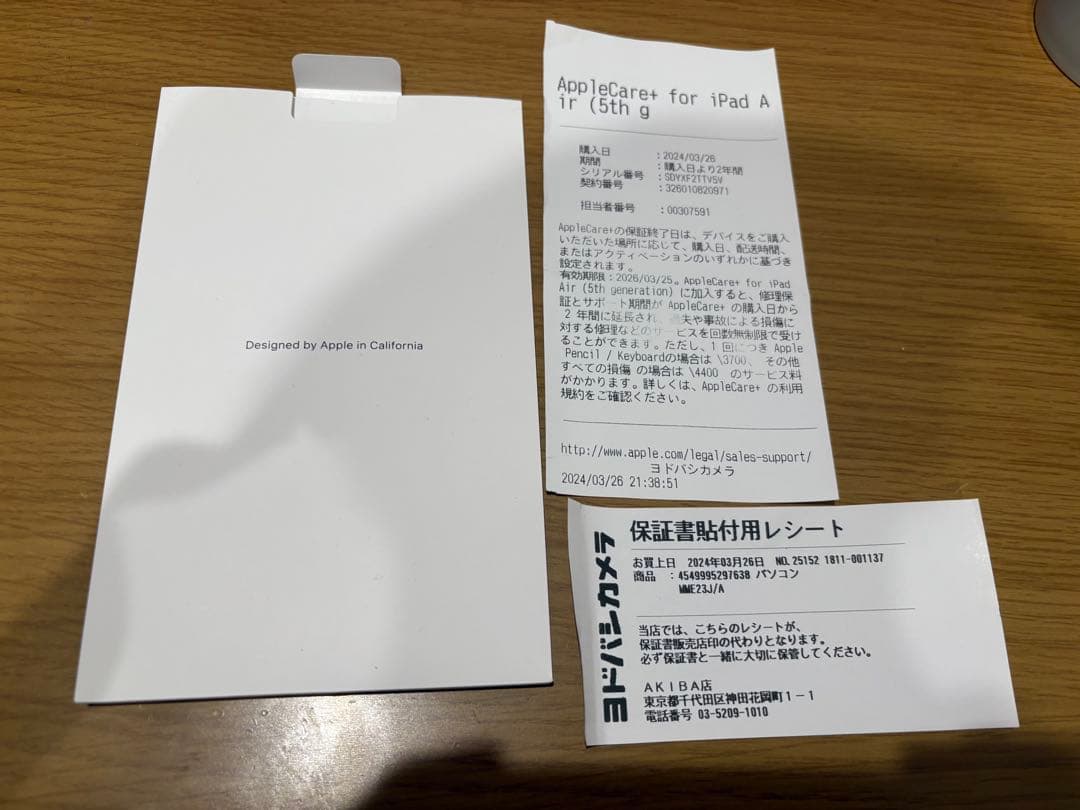 Designed by Apple in California
AppleCare+ for iPad A
ir (5th g
購入日 :2024/03/26
期間 :購入日より2年間
シリアル番号 :SDYXF2TTV5V
契約番号 :326010820971
担当者番号 :00307591
AppleCare+の保証終了日は、デバイスをご購入
いただいた場所に応じて、購入日、配送時間、
またはアクティベーションのいずれかに基づき
設定されます。
有効期限:2026/03/25。AppleCare+ for iPad
Air (5th generation) に加入すると、修理保
証とサポート期間が AppleCare+ の購入日から
2 年間に延長され、過失や事故による損傷に
対する修理などのサービスを回数無制限で受け
ることができます。ただし、1 回につき Apple
Pencil / Keyboardの場合は \3700、 その他
すべての損傷 の場合は \4400 のサービス料
がかかります。詳しくは、AppleCare+ の利用
規約をご確認ください。
http://www.apple.com/legal/sales-support/
ヨドバシカメラ
2024/03/26 21:38:51
ヨドバシカメラ
保証書貼付用レシート
お買上日 2024年03月26日 NO.25152 1811-001137
商品 :4549995297638 パソコン
MME23J/A
当店では、こちらのレシートが、
保証書販売店印の代わりとなります。
必ず保証書と一緒に大切に保管してください。
AKIBA店
東京都千代田区神田花岡町1-1
電話番号 03-5209-1010